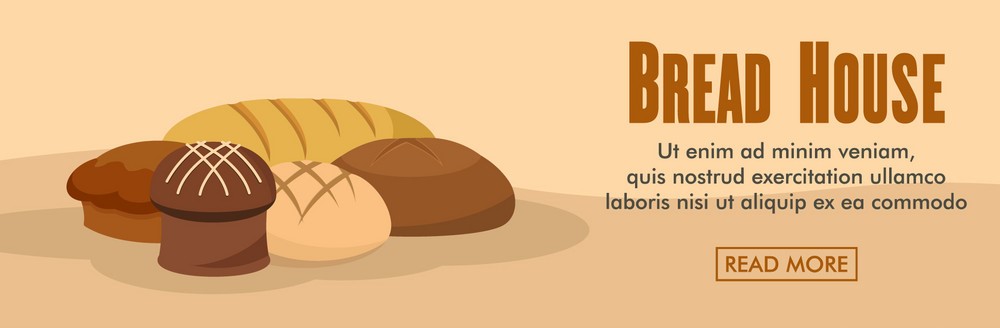 BREAD HOUSE
Ut enim ad minim veniam,
quis nostrud exercitation ullamco
laboris nisi ut aliquip ex ea commodo
READ MORE